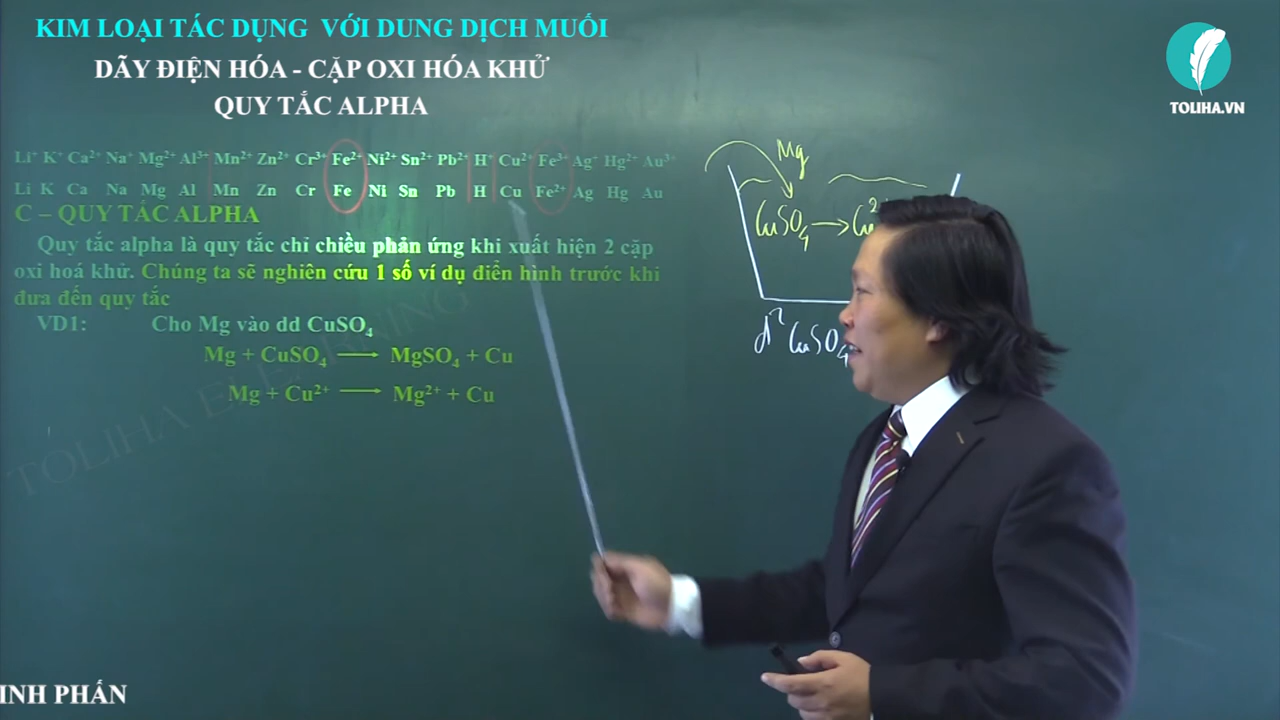 KIM LOẠI TÁC DỤNG VỚI DUNG DỊCH MUỐI
DÃY ĐIỆN HÓA - CẶP OXI HÓA KHỬ
QUY TẮC ALPHA
TOLIHA.VN
Li⁺ K⁺ Ca²⁺ Na⁺ Mg²⁺ Al³⁺ Mn²⁺ Zn²⁺ Cr³⁺ Fe²⁺ Ni²⁺ Sn²⁺ Pb²⁺ H⁺ Cu²⁺ Fe³⁺ Ag⁺ Hg²⁺ Au³⁺
Li K Ca Na Mg Al Mn Zn Cr Fe Ni Sn Pb H Cu Fe²⁺ Ag Hg Au
C – QUY TẮC ALPHA
Quy tắc alpha là quy tắc chỉ chiều phản ứng khi xuất hiện 2 cặp
oxi hoá khử. Chúng ta sẽ nghiên cứu 1 số ví dụ điển hình trước khi
đưa đến quy tắc
VD1: Cho Mg vào dd CuSO₄
Mg + CuSO₄ ⟶ MgSO₄ + Cu
Mg + Cu²⁺ ⟶ Mg²⁺ + Cu
Mg
CuSO₄ → Cu²
d² CuSO₄
INH PHẤN